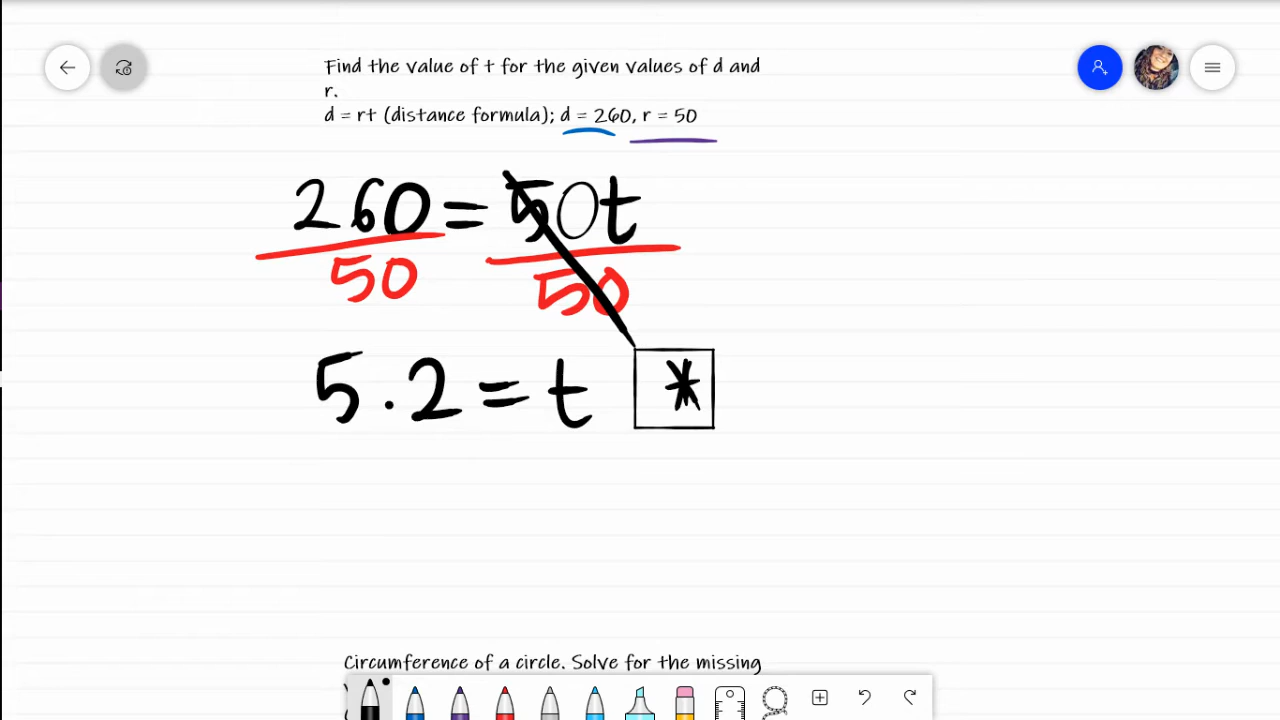 Find the value of t for the given values of d and
r.
d = rt (distance formula); d = 260, r = 50
260 = 50t
50 50
5.2 = t *
Circumference of a circle. Solve for the missing